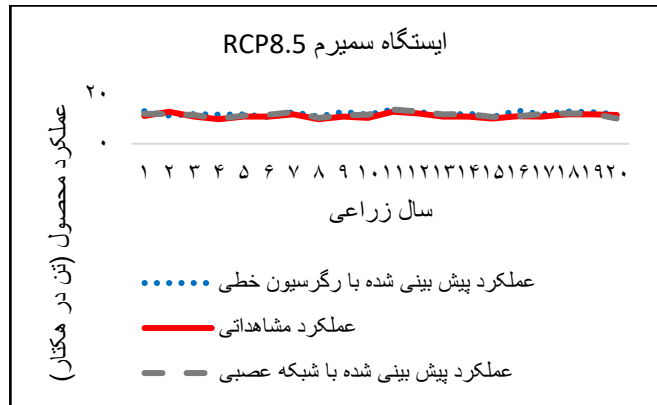 ایستگاه سمیرم RCP8.5
۲۰
۰
۱ ۲ ۳ ۴ ۵ ۶ ۷ ۸ ۹ ۱۰ ۱۱ ۱۲ ۱۳ ۱۴ ۱۵ ۱۶ ۱۷ ۱۸ ۱۹ ۲۰
سال زراعی
عملکرد محصول (تن در هکتار)
عملکرد پیش بینی شده با رگرسیون خطی
عملکرد مشاهداتی
عملکرد پیش بینی شده با شبکه عصبی